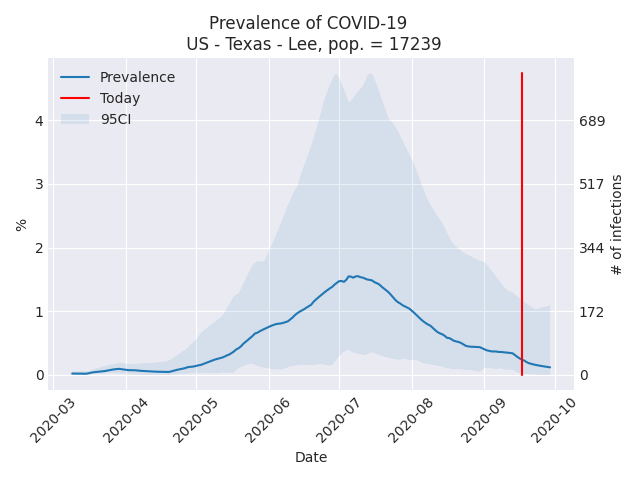 Prevalence of COVID-19
US - Texas - Lee, pop. = 17239
Prevalence
Today
95CI
4
3
2
1
0
%
689
517
344
172
0
# of infections
2020-03
2020-04
2020-05
2020-06
2020-07
2020-08
2020-09
2020-10
Date